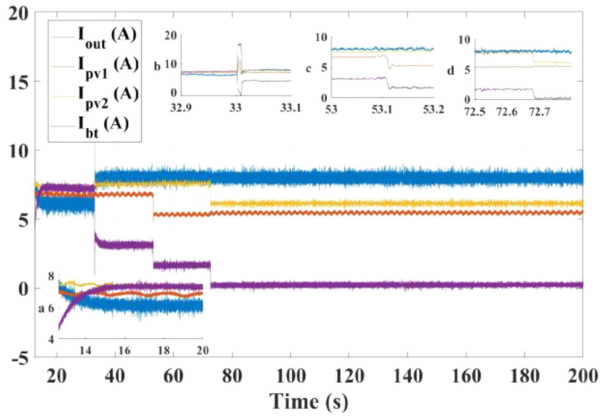 20
I_out (A)
I_pv1 (A)
I_pv2 (A)
I_bt (A)
b
20
10
0
32.9 33 33.1
c
10
5
0
53 53.1 53.2
d
10
5
0
72.5 72.6 72.7
15
10
5
0
-5
a
8
4
14 16 18 20
20 40 60 80 100 120 140 160 180 200
Time (s)